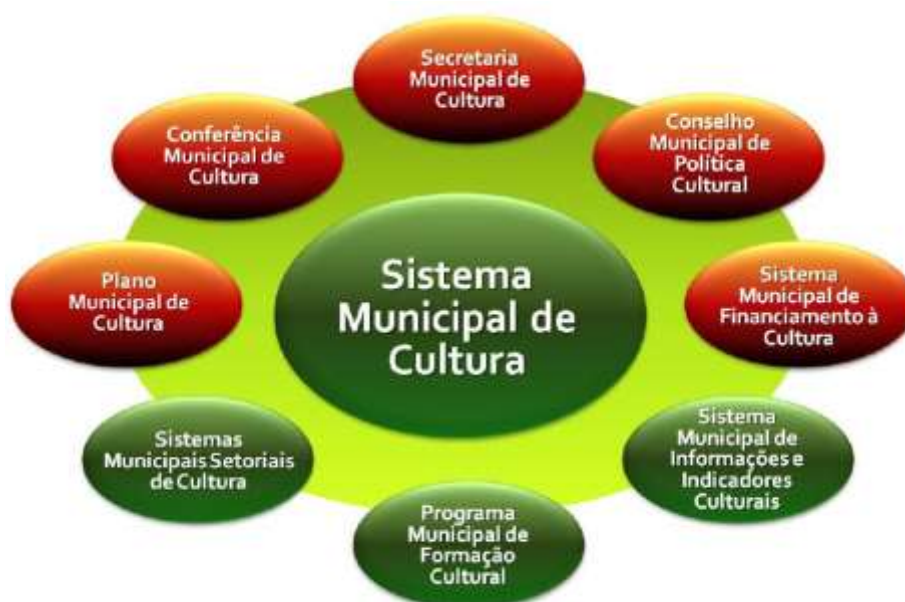 Secretaria
Municipal de
Cultura
Conferência
Municipal de
Cultura
Conselho
Municipal de
Política
Cultural
Plano
Municipal de
Cultura
Sistema
Municipal de
Cultura
Sistema
Municipal de
Financiamento à
Cultura
Sistemas
Municipais Setoriais
de Cultura
Sistema
Municipal de
Informações e
Indicadores
Culturais
Programa
Municipal de
Formação
Cultural